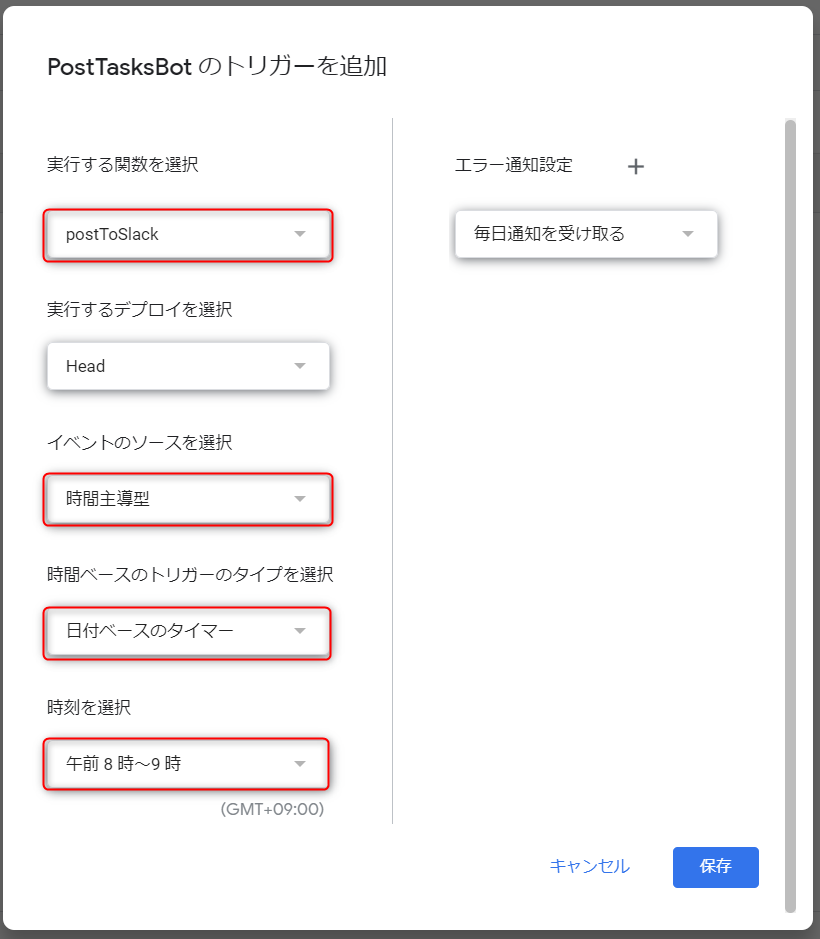 PostTasksBot のトリガーを追加
実行する関数を選択
postToSlack
実行するデプロイを選択
Head
イベントのソースを選択
時間主導型
時間ベースのトリガーのタイプを選択
日付ベースのタイマー
時刻を選択
午前 8 時～9 時
(GMT+09:00)
エラー通知設定
毎日通知を受け取る
キャンセル
保存